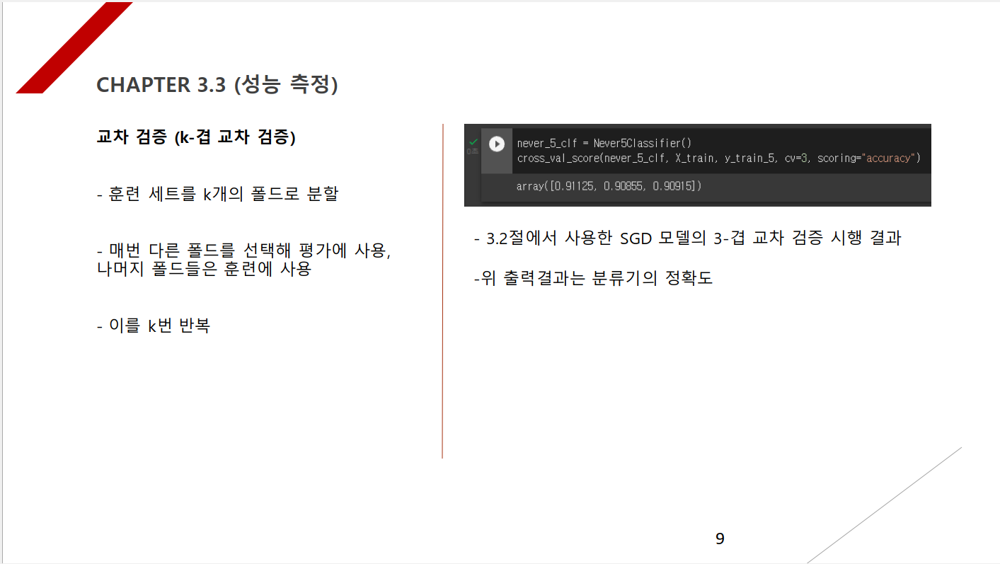 CHAPTER 3.3 (성능 측정)
교차 검증 (k-겹 교차 검증)
- 훈련 세트를 k개의 폴드로 분할
- 매번 다른 폴드를 선택해 평가에 사용,
나머지 폴드들은 훈련에 사용
- 이를 k번 반복
0초
never_5_clf = Never5Classifier()
cross_val_score(never_5_clf, X_train, y_train_5, cv=3, scoring="accuracy")
array([0.91125, 0.90855, 0.90915])
- 3.2절에서 사용한 SGD 모델의 3-겹 교차 검증 시행 결과
-위 출력결과는 분류기의 정확도
9